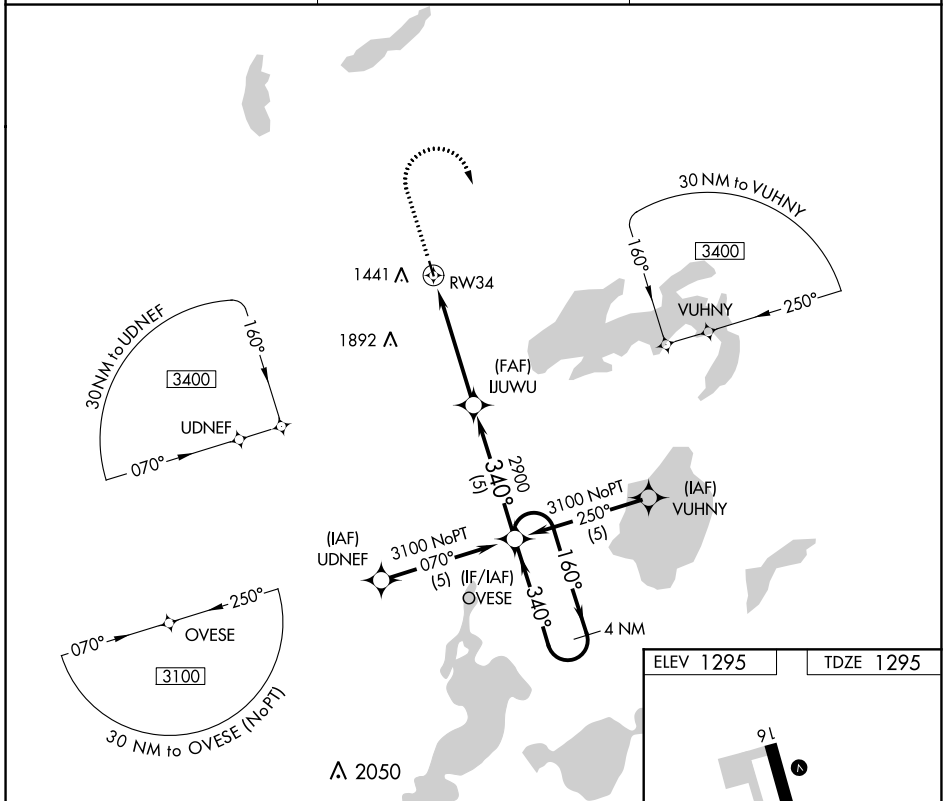 30 NM to VUHNY
3400
160°
250°
VUHNY
1441
RW34
1892
30 NM to UDNEF
3400
160°
UDNEF
070°
(FAF)
IJUWU
2900
340°
(5)
3100 NoPT
250°
(5)
(IAF)
VUHNY
(IAF)
UDNEF
3100 NoPT
070°
(5)
(IF/IAF)
OVESE
160°
340°
4 NM
250°
070°
OVESE
3100
30 NM to OVESE (NoPT)
2050
ELEV 1295
TDZE 1295
16
V